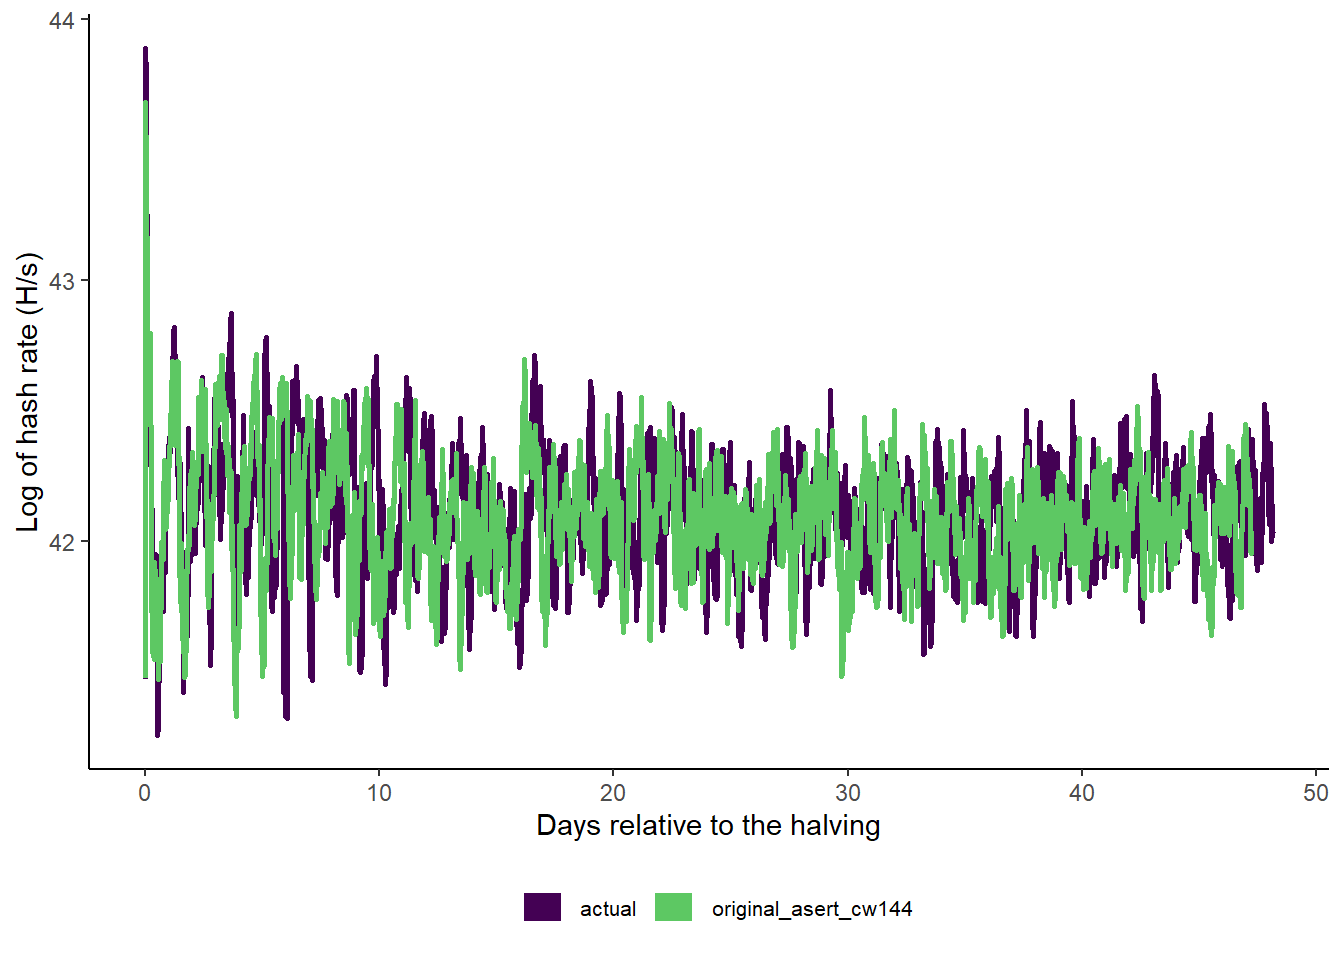 44
43
42
Log of hash rate (H/s)
0 10 20 30 40 50
Days relative to the halving
actual original_asert_cw144